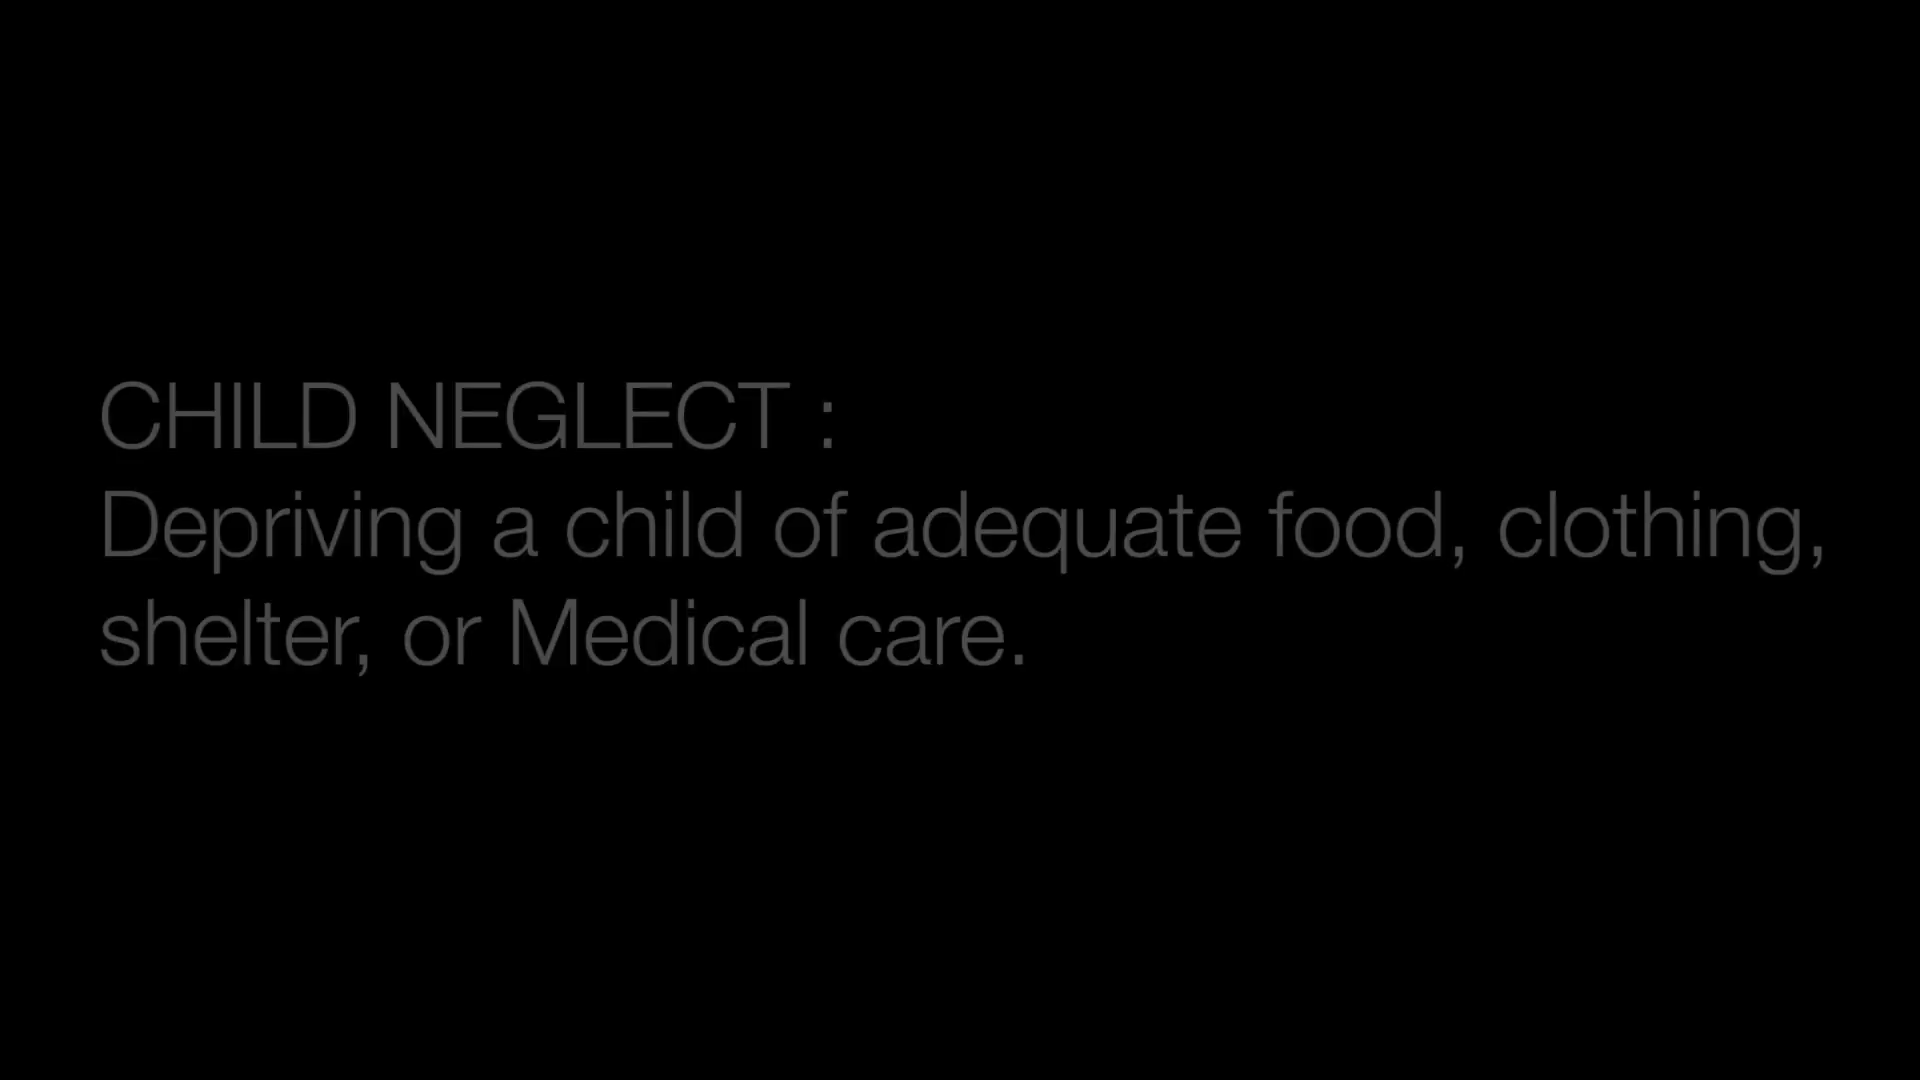 CHILD NEGLECT :
Depriving a child of adequate food, clothing,
shelter, or Medical care.